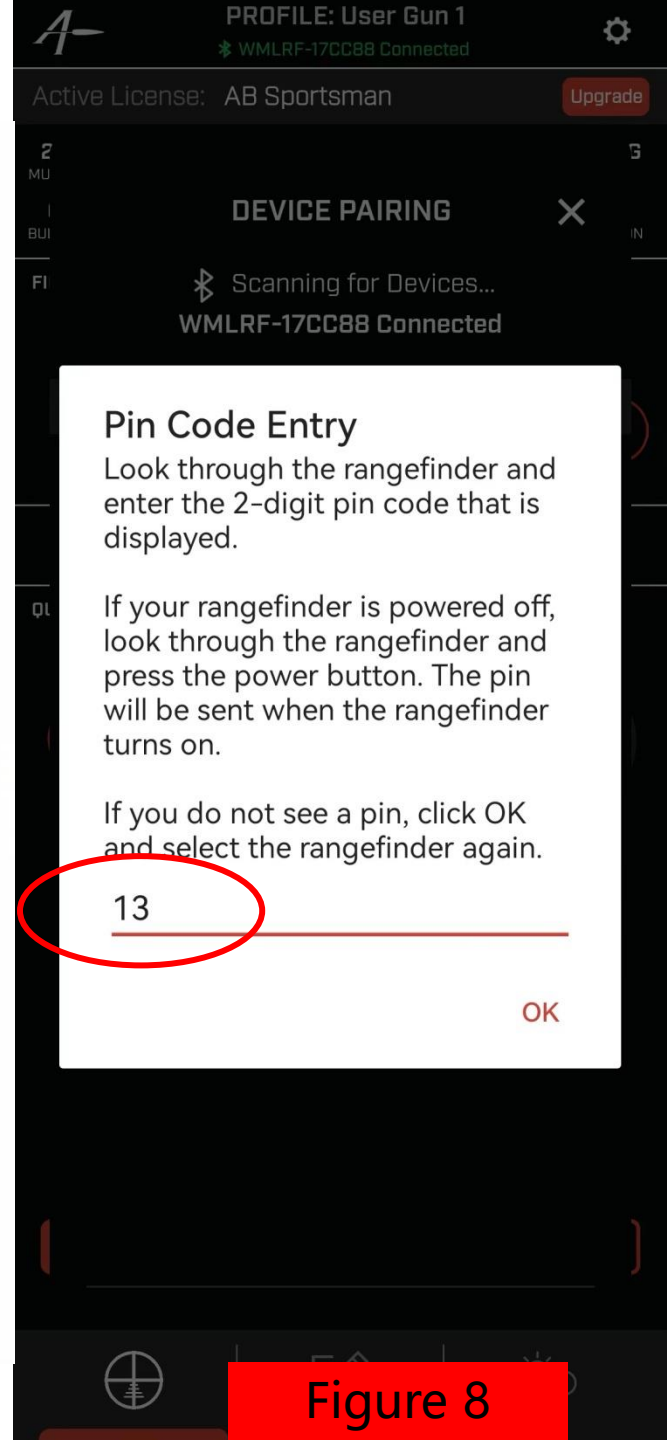 PROFILE: User Gun 1
WMLRF-17CC88 Connected
Active License: AB Sportsman
Upgrade
DEVICE PAIRING
Scanning for Devices...
WMLRF-17CC88 Connected
Pin Code Entry
Look through the rangefinder and
enter the 2-digit pin code that is
displayed.
If your rangefinder is powered off,
look through the rangefinder and
press the power button. The pin
will be sent when the rangefinder
turns on.
If you do not see a pin, click OK
and select the rangefinder again.
13
OK
Figure 8